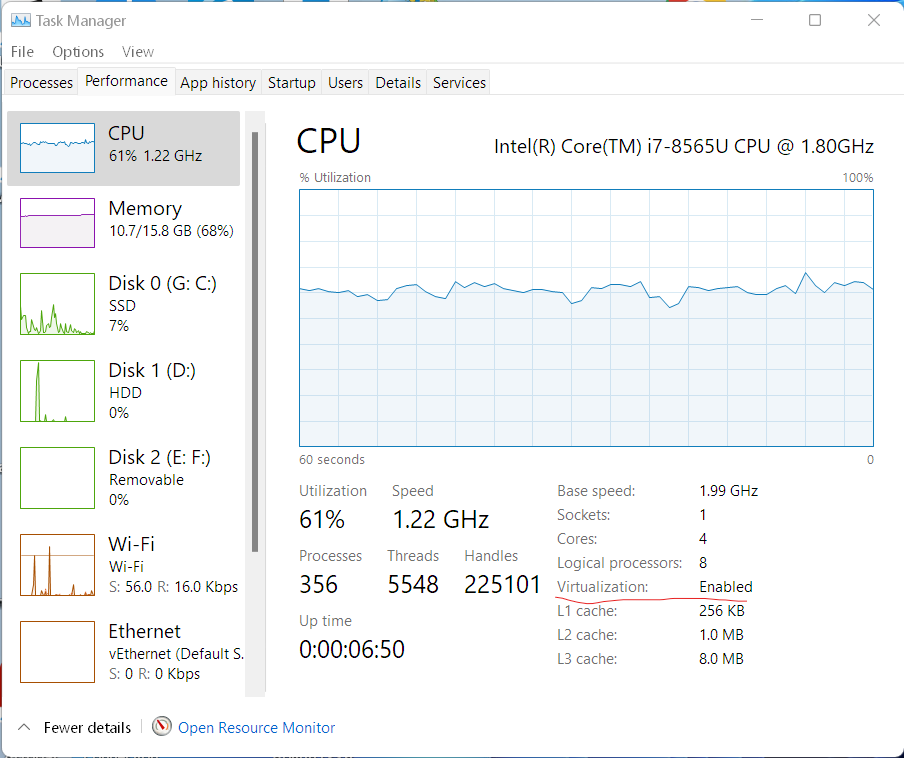 Task Manager
File Options View
Processes Performance App history Startup Users Details Services
CPU
61% 1.22 GHz
Memory
10.7/15.8 GB (68%)
Disk 0 (G: C:)
SSD
7%
Disk 1 (D:)
HDD
0%
Disk 2 (E: F:)
Removable
0%
Wi-Fi
Wi-Fi
S: 56.0 R: 16.0 Kbps
Ethernet
vEthernet (Default S.
S: 0 R: 0 Kbps
CPU
Intel(R) Core(TM) i7-8565U CPU @ 1.80GHz
% Utilization 100%
60 seconds 0
Utilization Speed
61% 1.22 GHz
Processes Threads Handles
356 5548 225101
Up time
0:00:06:50
Base speed: 1.99 GHz
Sockets: 1
Cores: 4
Logical processors: 8
Virtualization: Enabled
L1 cache: 256 KB
L2 cache: 1.0 MB
L3 cache: 8.0 MB
Fewer details Open Resource Monitor